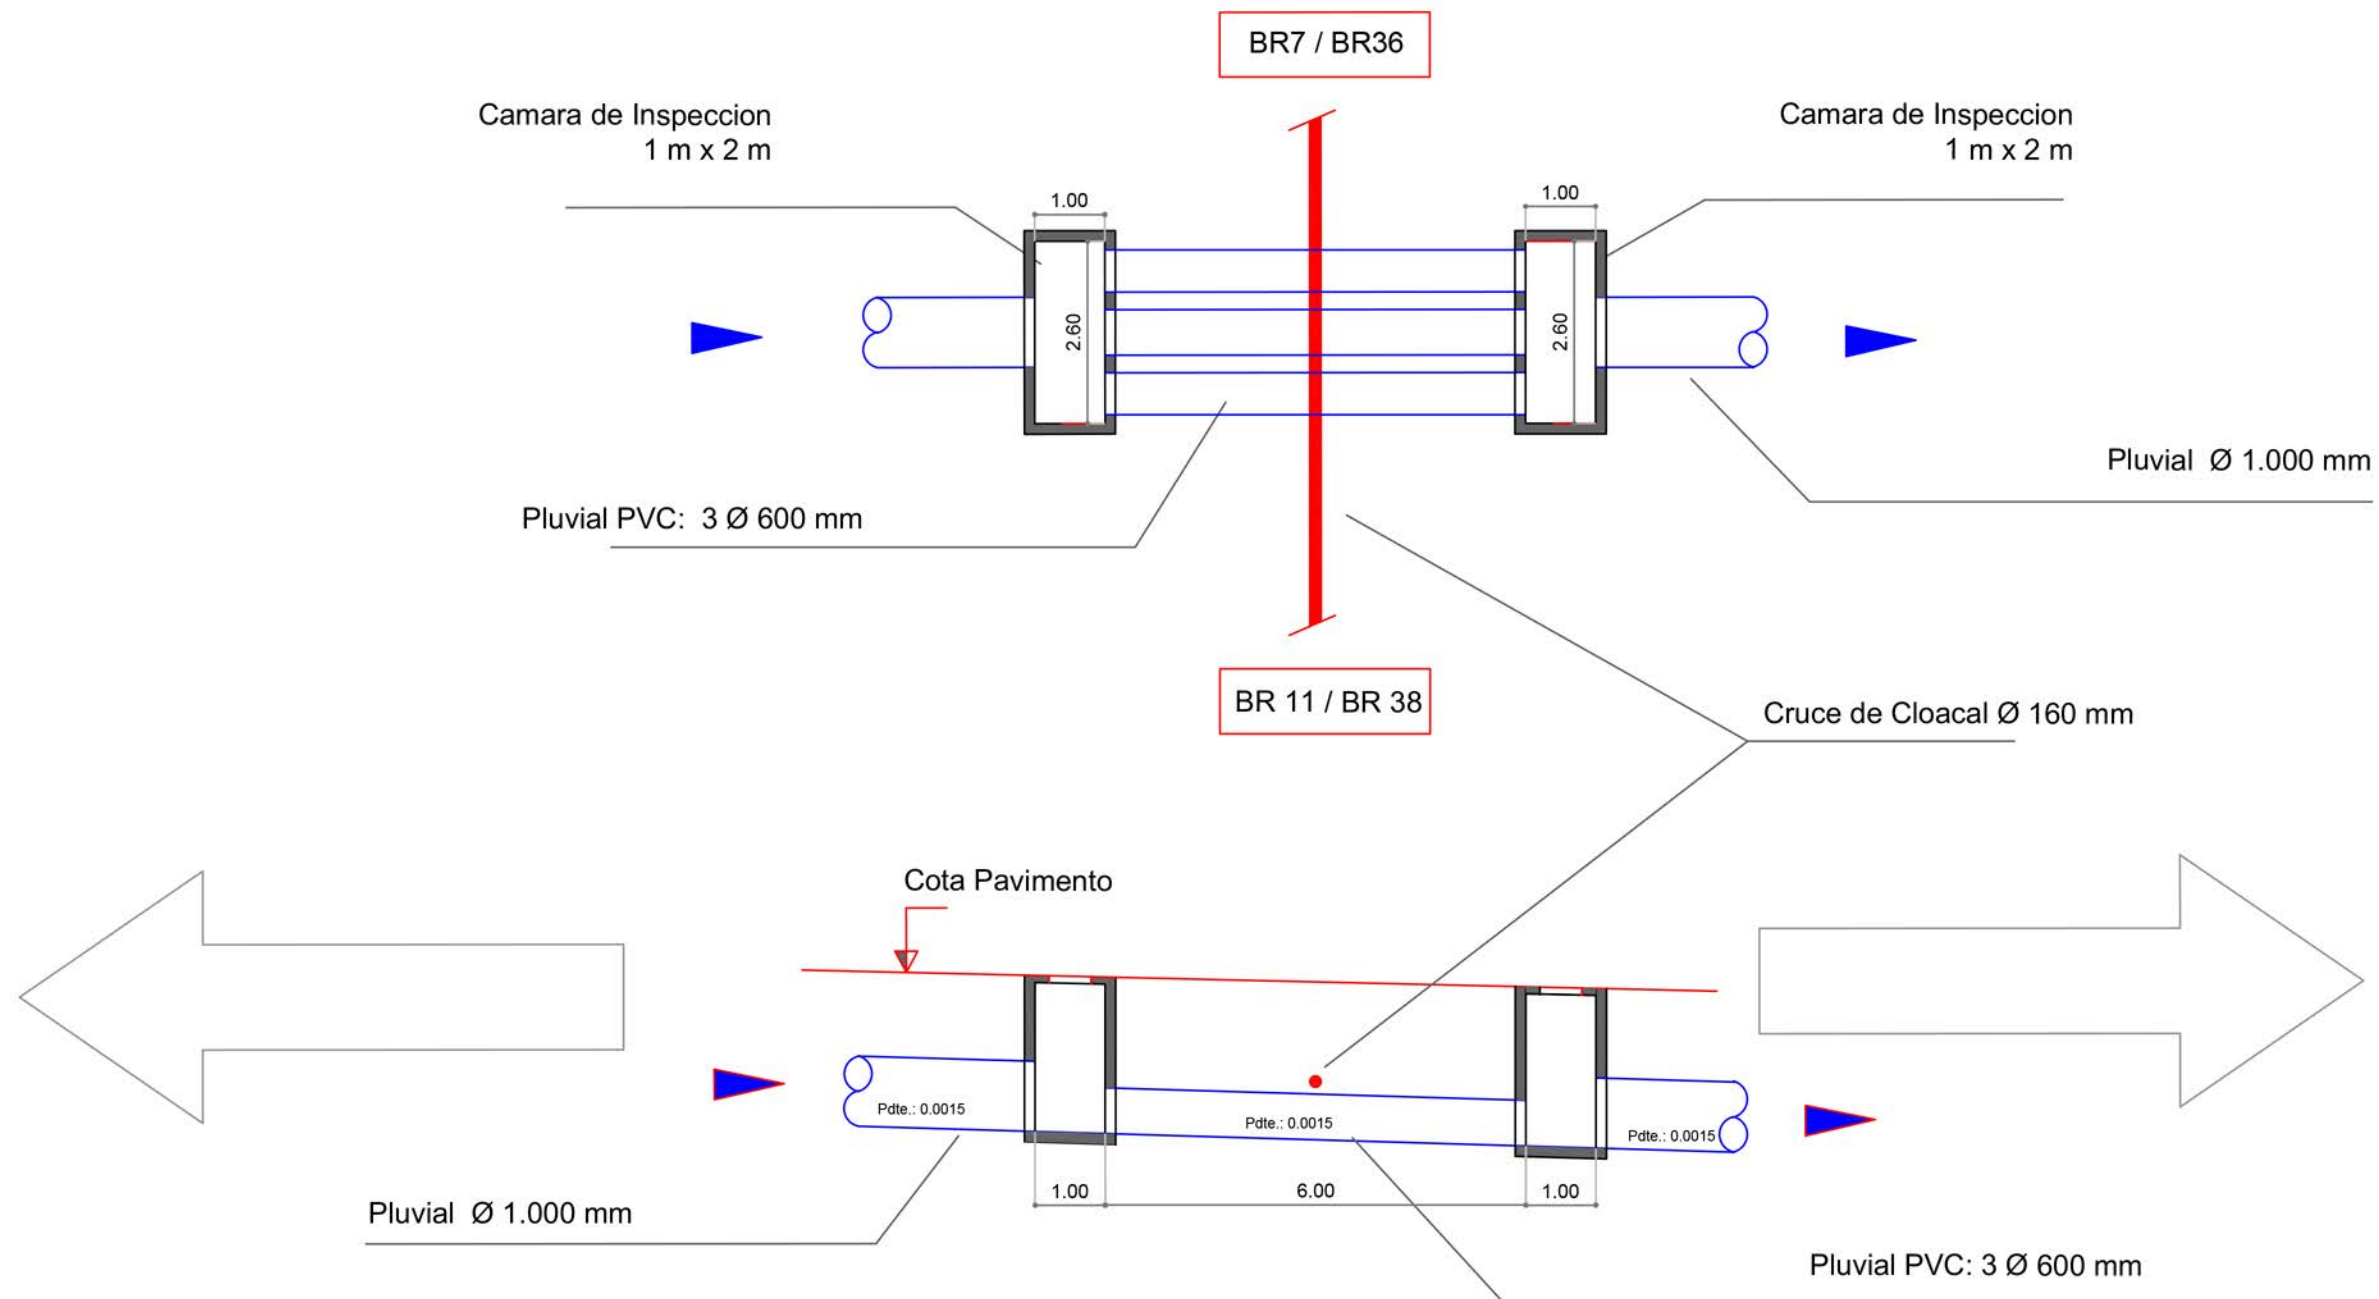 BR7 / BR36
Camara de Inspeccion
1 m x 2 m
Camara de Inspeccion
1 m x 2 m
1.00
1.00
2.60
2.60
Pluvial Ø 1.000 mm
Pluvial PVC: 3 Ø 600 mm
BR 11 / BR 38
Cruce de Cloacal Ø 160 mm
Cota Pavimento
Pdte.: 0.0015
Pdte.: 0.0015
Pdte.: 0.0015
1.00
6.00
1.00
Pluvial Ø 1.000 mm
Pluvial PVC: 3 Ø 600 mm